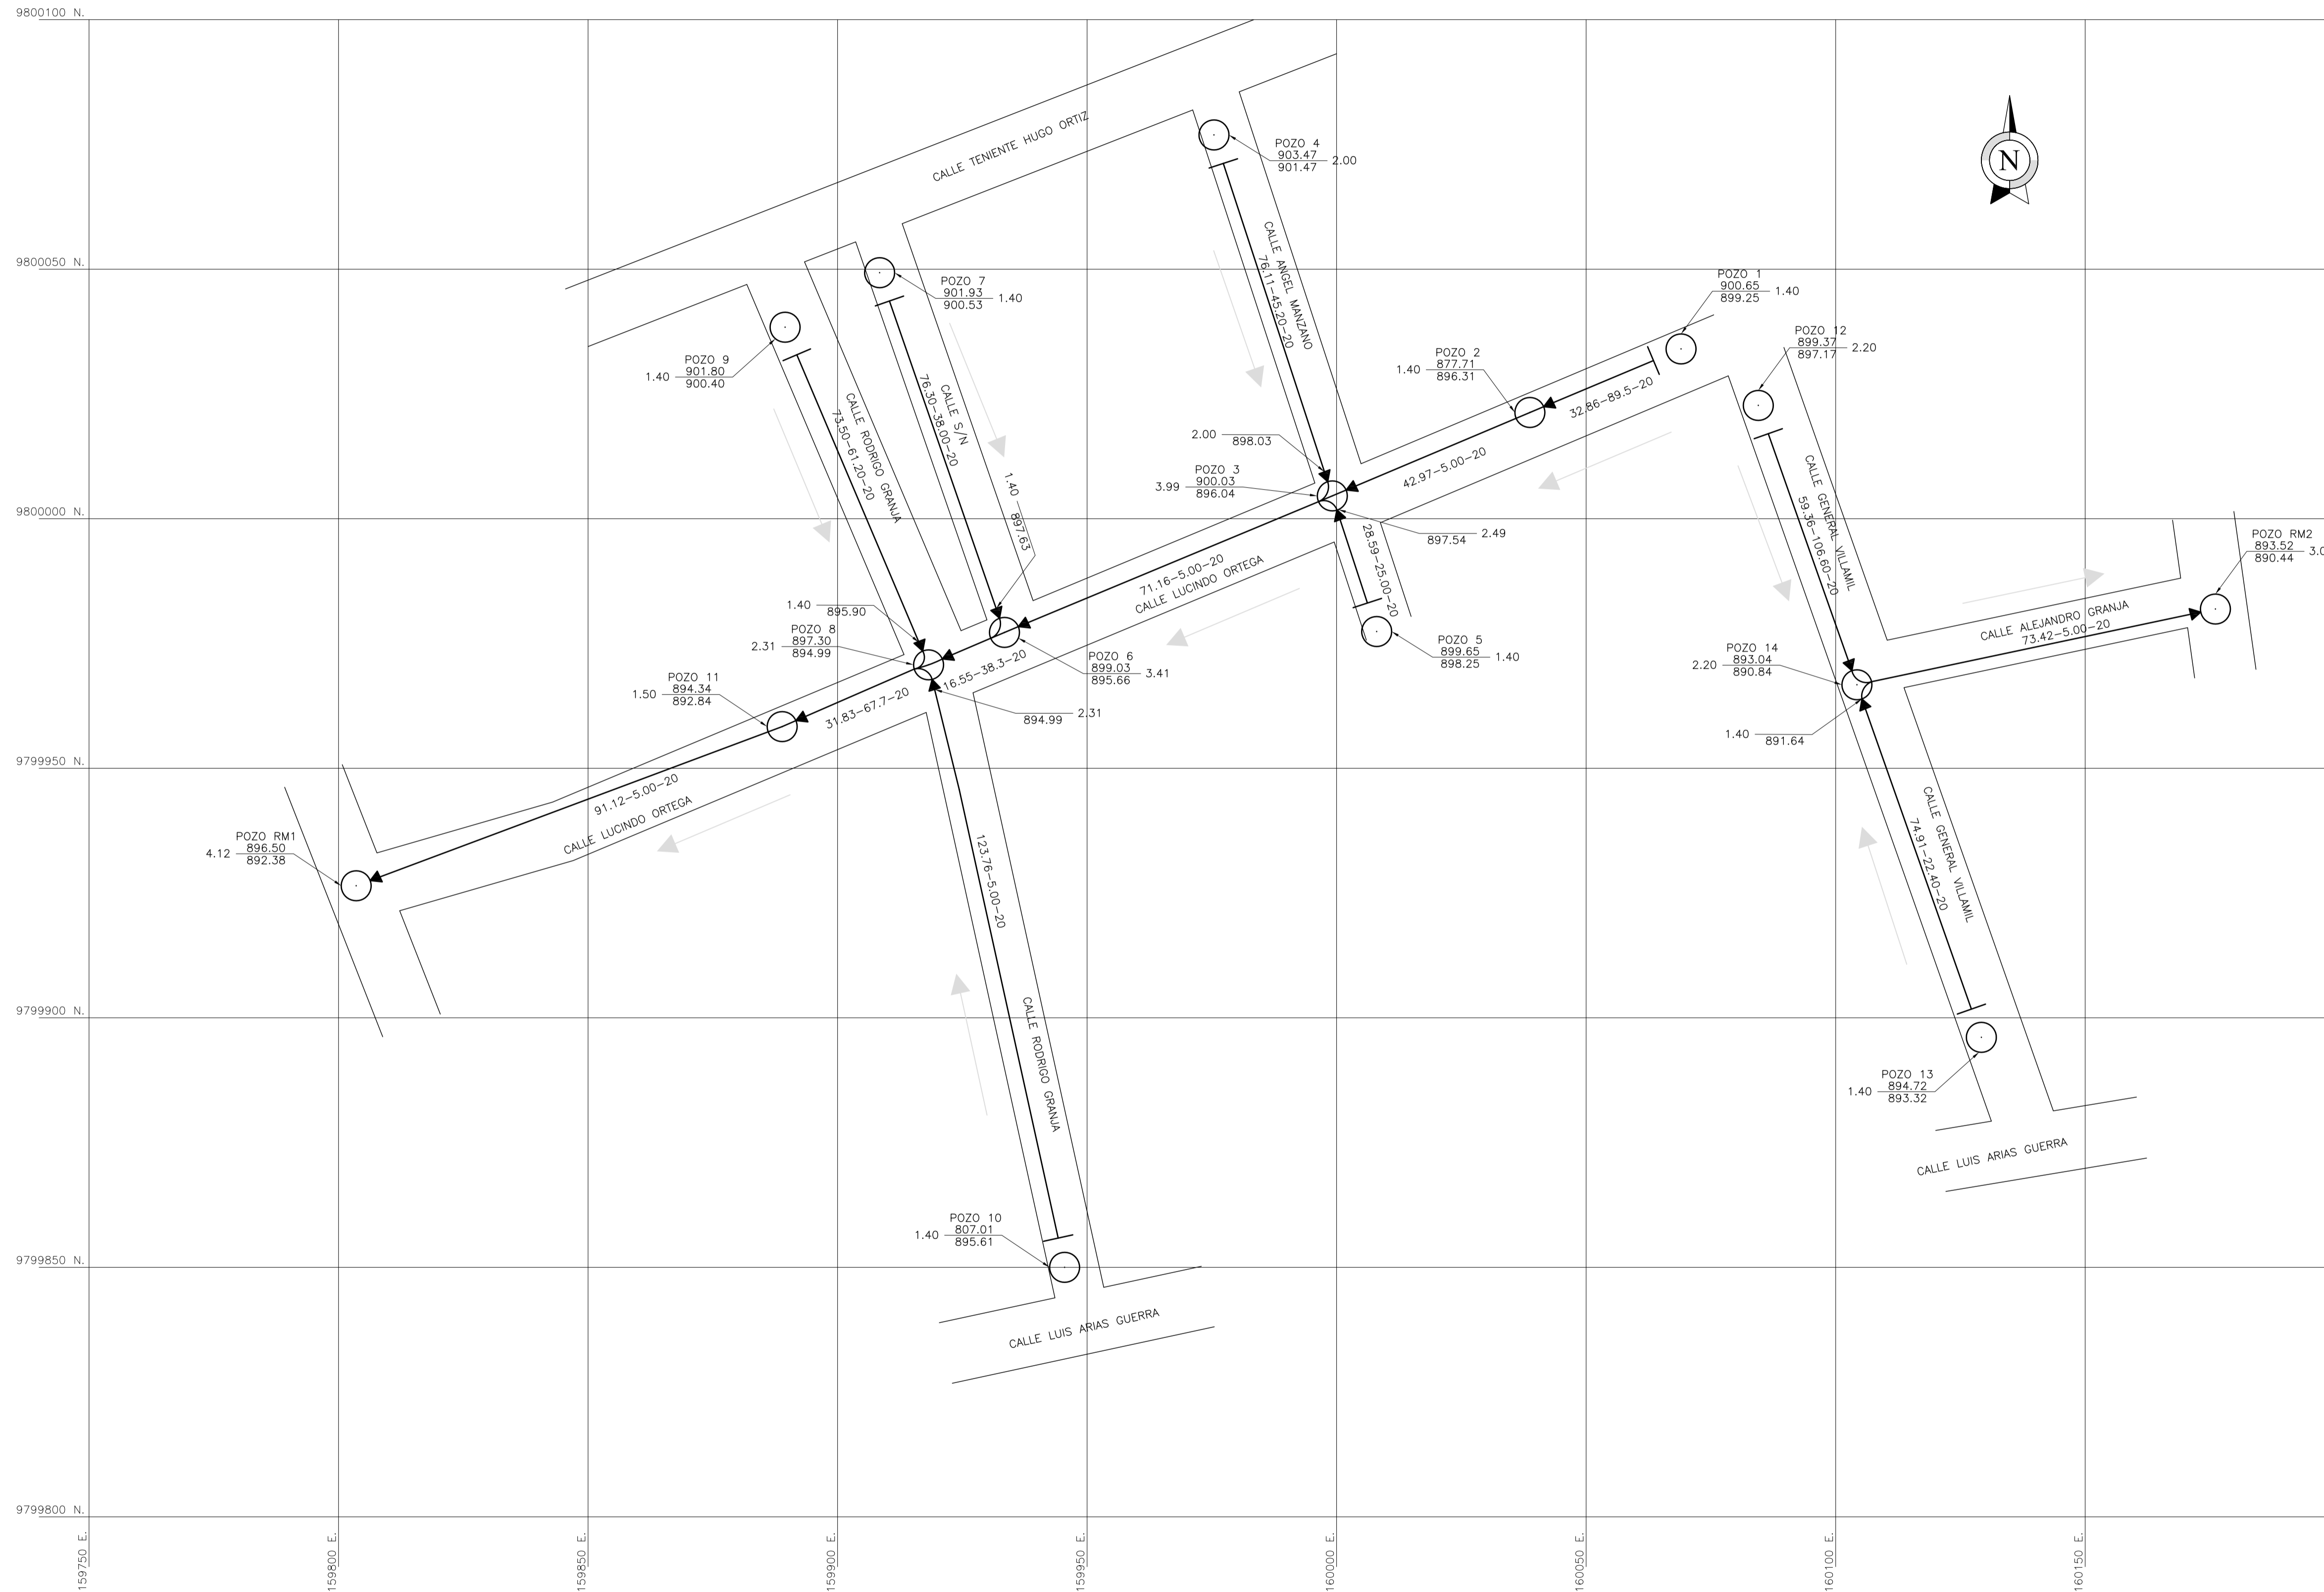 9800100 N.
CALLE TENIENTE HUGO ORTIZ
POZO 4
903.47
901.47
2.00
N
9800050 N.
CALLE ANGEL MANZANO
76.11-45.20-20
POZO 7
901.93
900.53
1.40
POZO 1
900.65
899.25
1.40
POZO 9
901.80
900.40
1.40
POZO 12
899.37
897.17
2.20
POZO 2
877.71
896.31
1.40
32.86-89.5-20
CALLE RODRIGO GRANJA
73.50-61.20-20
CALLE S/N
76.30-38.00-20
2.00
898.03
42.97-5.00-20
POZO 3
900.03
896.04
3.99
1.40
897.63
CALLE GENERAL VILLAMIL
59.36-106.60-20
9800000 N.
897.54
2.49
28.59-25.00-20
POZO RM2
893.52
890.44
71.16-5.00-20
CALLE LUCINDO ORTEGA
1.40
895.90
POZO 8
897.30
894.99
2.31
CALLE ALEJANDRO GRANJA
73.42-5.00-20
POZO 5
899.65
898.25
1.40
POZO 6
899.03
895.66
3.41
16.55-38.3-20
POZO 14
893.04
890.84
2.20
POZO 11
894.34
892.84
1.50
31.83-67.7-20
894.99
2.31
1.40
891.64
9799950 N.
91.12-5.00-20
CALLE LUCINDO ORTEGA
POZO RM1
896.50
892.38
4.12
123.76-5.00-20
CALLE GENERAL VILLAMIL
74.91-22.40-20
9799900 N.
CALLE RODRIGO GRANJA
POZO 13
894.72
893.32
1.40
CALLE LUIS ARIAS GUERRA
POZO 10
807.01
895.61
1.40
9799850 N.
CALLE LUIS ARIAS GUERRA
9799800 N.
159750 E.
159800 E.
159850 E.
159900 E.
159950 E.
160000 E.
160050 E.
160100 E.
160150 E.